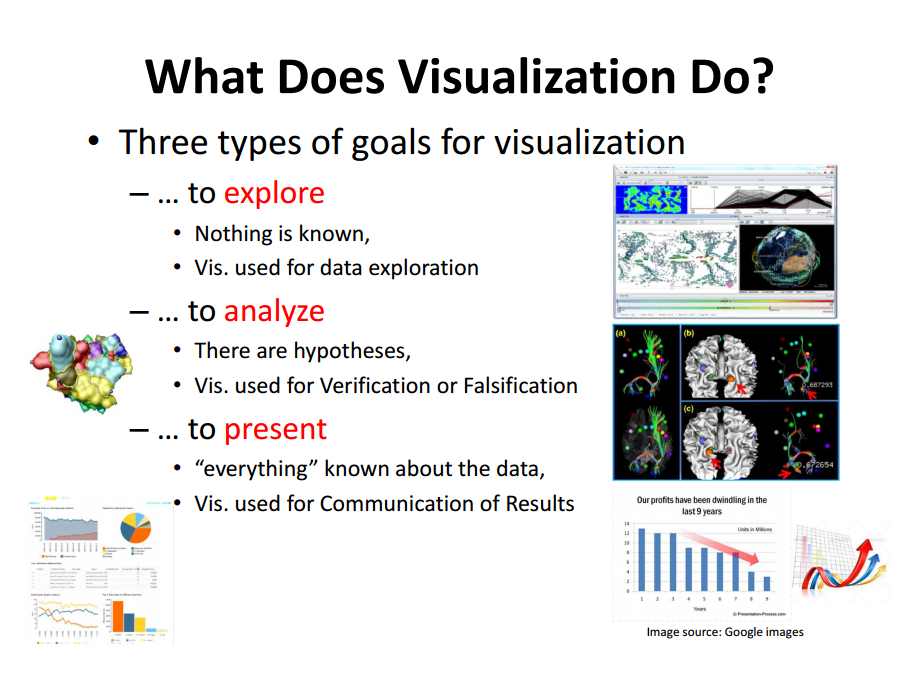 What Does Visualization Do?
• Three types of goals for visualization
– … to explore
• Nothing is known,
• Vis. used for data exploration
– … to analyze
• There are hypotheses,
• Vis. used for Verification or Falsification
– … to present
• “everything” known about the data,
• Vis. used for Communication of Results
(a)
(b)
0.687293
(c)
Our profits have been dwindling in the
last 9 years
Units in Millions
14
12
10
8
6
4
2
0
1 2 3 4 5 6 7 8 9
Years
© Presentation-Process.com
Image source: Google images